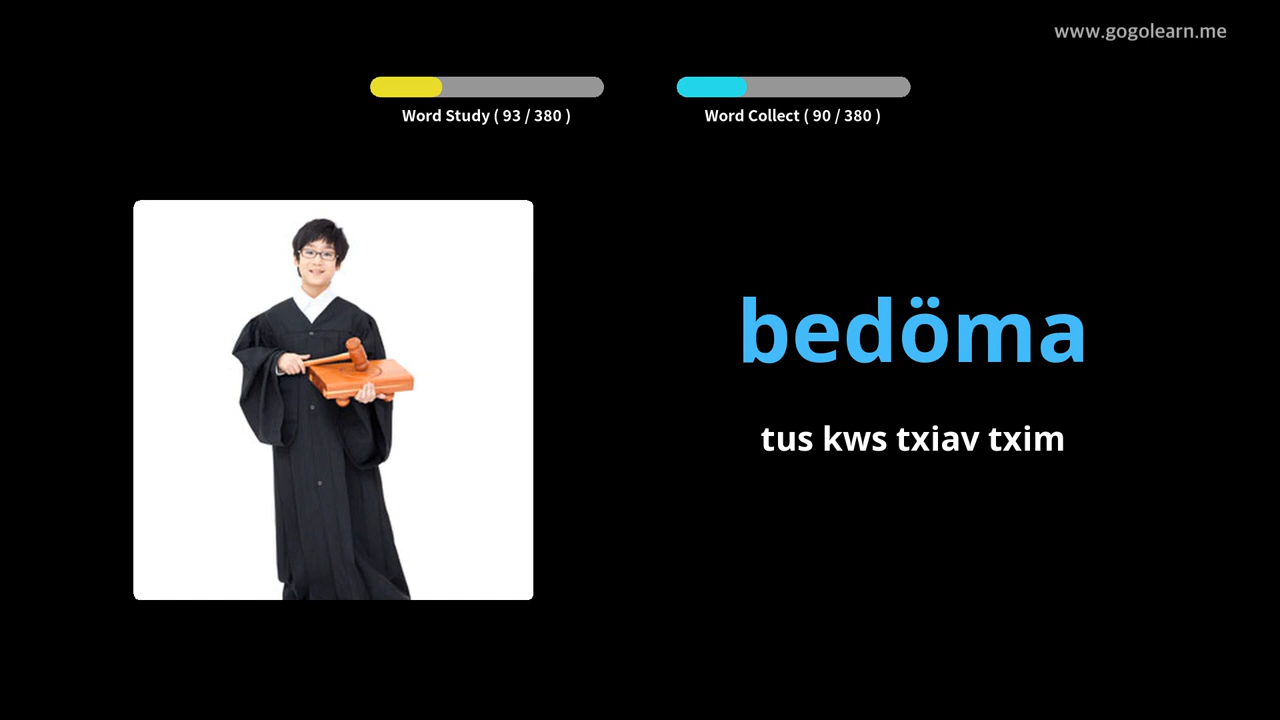 www.gogolearn.me
Word Study ( 93 / 380 )
Word Collect ( 90 / 380 )
bedöma
tus kws txiav txim